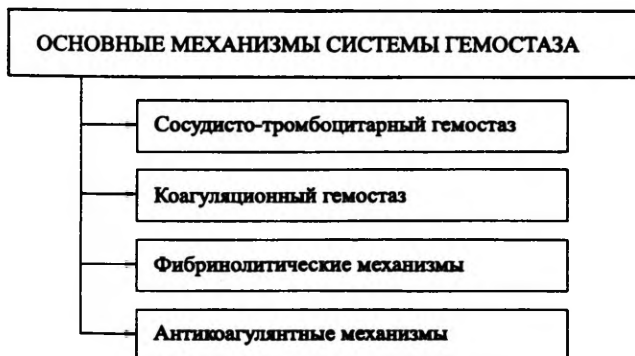 ОСНОВНЫЕ МЕХАНИЗМЫ СИСТЕМЫ ГЕМОСТАЗА
Сосудисто-тромбоцитарный гемостаз
Коагуляционный гемостаз
Фибринолитические механизмы
Антикоагулянтные механизмы